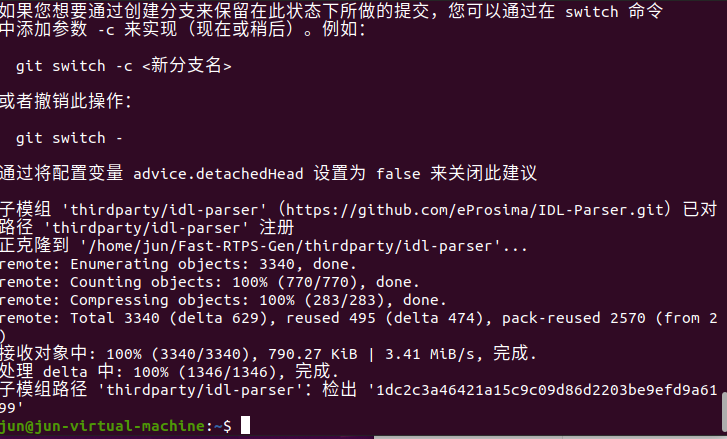 如果您想要通过创建分支来保留在此状态下所做的提交，您可以通过在 switch 命令
中添加参数 -c 来实现（现在或稍后）。例如：
git switch -c <新分支名>
或者撤销此操作：
git switch -
通过将配置变量 advice.detachedHead 设置为 false 来关闭此建议
子模组 'thirdparty/idl-parser'（https://github.com/eProsima/IDL-Parser.git）已对
路径 'thirdparty/idl-parser' 注册
正克隆到 '/home/jun/Fast-RTPS-Gen/thirdparty/idl-parser'...
remote: Enumerating objects: 3340, done.
remote: Counting objects: 100% (770/770), done.
remote: Compressing objects: 100% (283/283), done.
remote: Total 3340 (delta 629), reused 495 (delta 474), pack-reused 2570 (from 2
)
接收对象中: 100% (3340/3340), 790.27 KiB | 3.41 MiB/s, 完成.
处理 delta 中: 100% (1346/1346), 完成.
子模组路径 'thirdparty/idl-parser'：检出 '1dc2c3a46421a15c9c09d86d2203be9efd9a61
99'
jun@jun-virtual-machine:~$